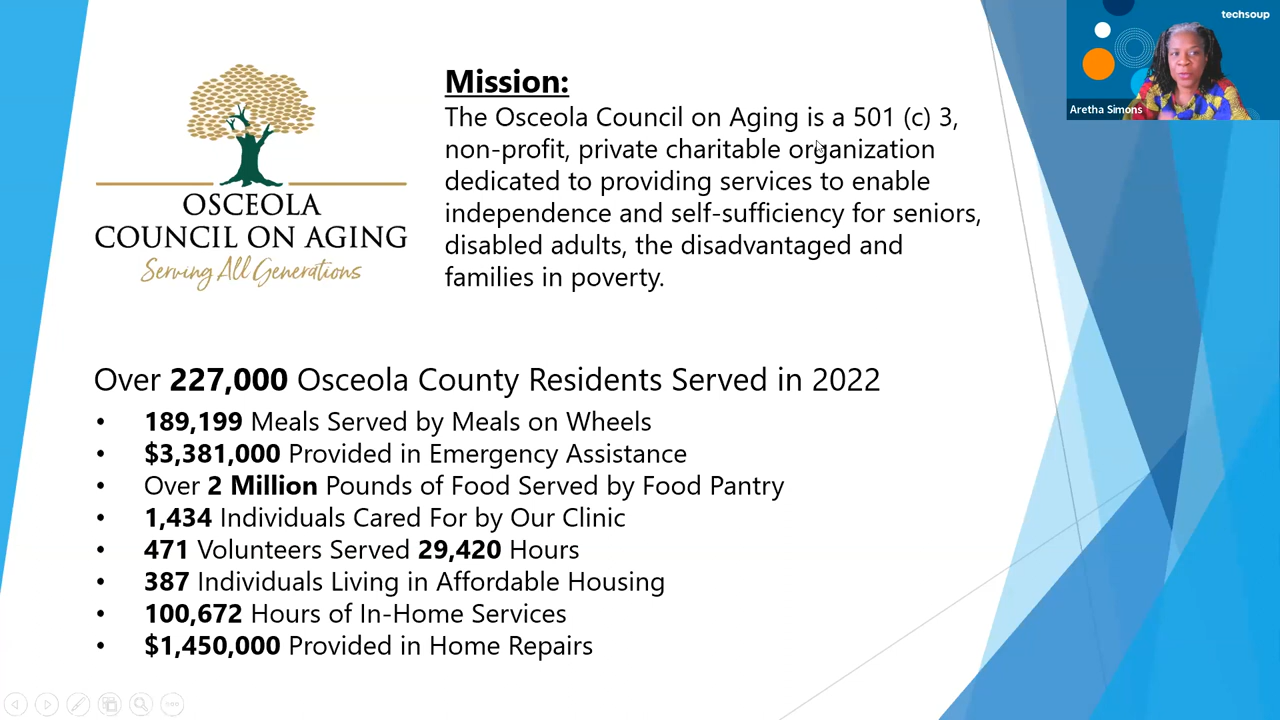 techsoup
Aretha Simons
OSCEOLA
COUNCIL ON AGING
Serving All Generations
Mission:
The Osceola Council on Aging is a 501 (c) 3,
non-profit, private charitable organization
dedicated to providing services to enable
independence and self-sufficiency for seniors,
disabled adults, the disadvantaged and
families in poverty.
Over 227,000 Osceola County Residents Served in 2022
• 189,199 Meals Served by Meals on Wheels
• $3,381,000 Provided in Emergency Assistance
• Over 2 Million Pounds of Food Served by Food Pantry
• 1,434 Individuals Cared For by Our Clinic
• 471 Volunteers Served 29,420 Hours
• 387 Individuals Living in Affordable Housing
• 100,672 Hours of In-Home Services
• $1,450,000 Provided in Home Repairs